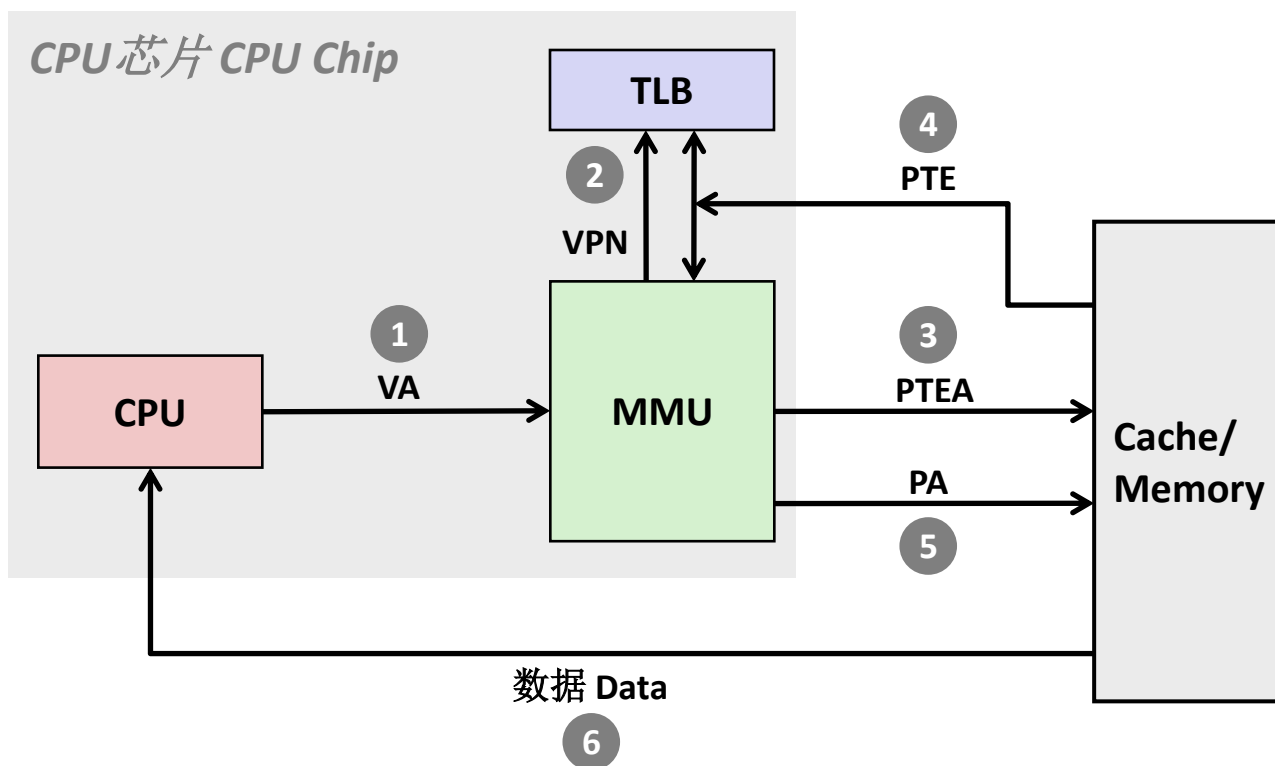 CPU芯片 CPU Chip
TLB
4
PTE
2
VPN
1
VA
3
PTEA
CPU
MMU
Cache/
Memory
PA
5
数据 Data
6